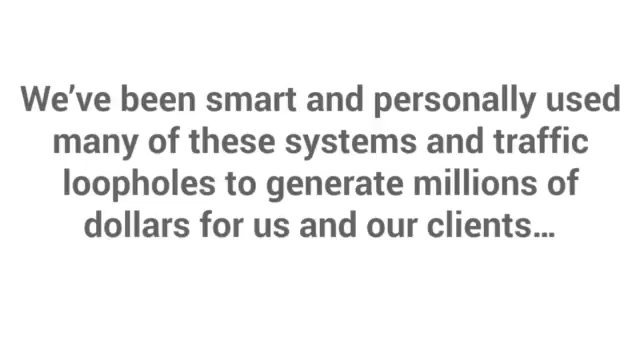 We've been smart and personally used
many of these systems and traffic
loopholes to generate millions of
dollars for us and our clients...